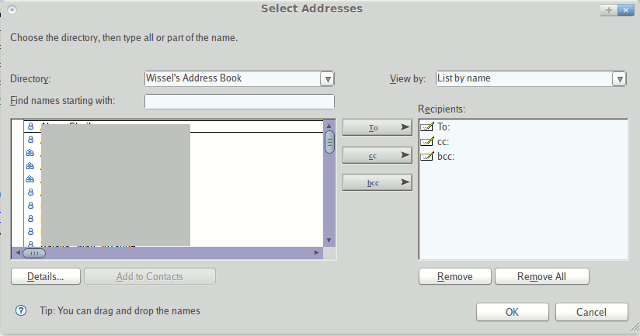 Select Addresses
Choose the directory, then type all or part of the name.
Directory: Wissel's Address Book View by: List by name
Find names starting with:
Recipients:
To To:
cc cc:
bcc bcc:
Details... Add to Contacts Remove Remove All
Tip: You can drag and drop the names
OK Cancel